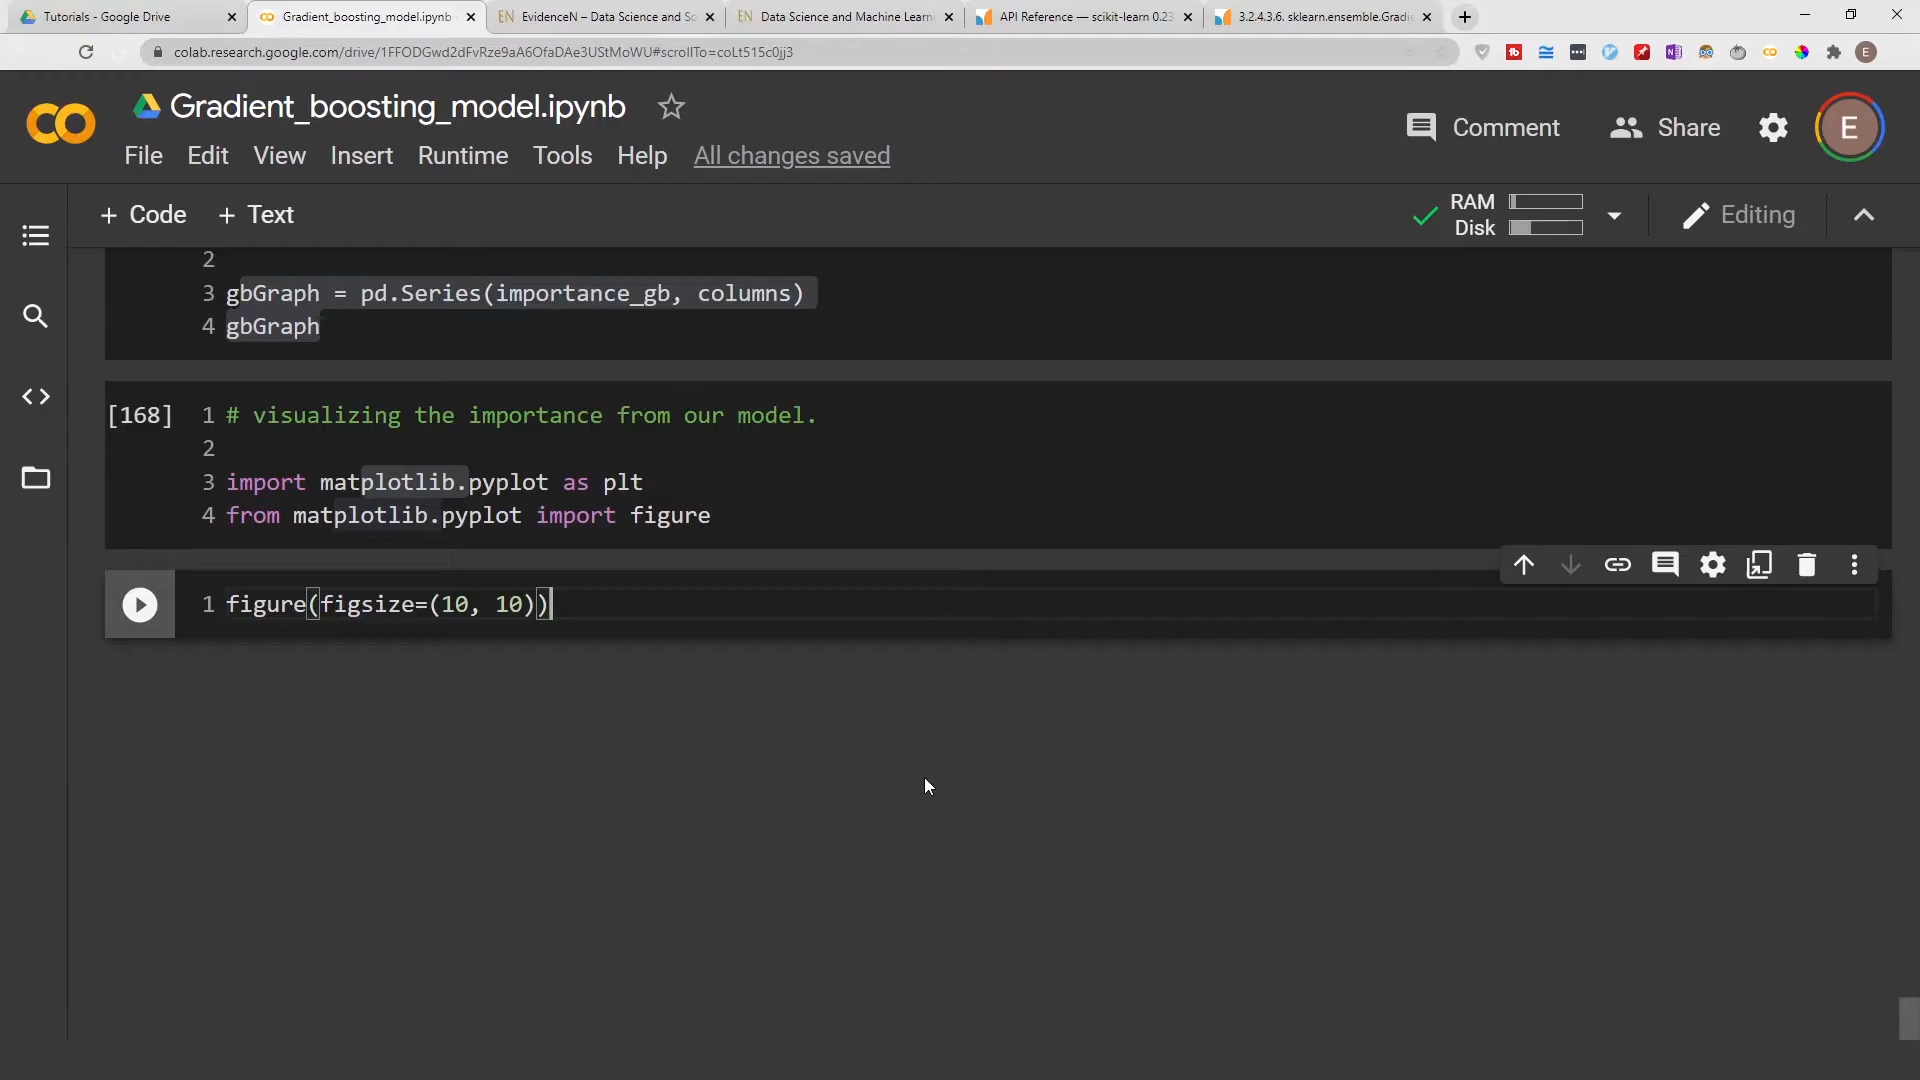 Tutorials - Google Drive
Gradient_boosting_model.ipynb
EN EvidenceN – Data Science and So
EN Data Science and Machine Learn
API Reference — scikit-learn 0.23
3.2.4.3.6. sklearn.ensemble.Gradie
colab.research.google.com/drive/1FFODGwd2dFvRze9aA6OfaDAe3UStMoWU#scrollTo=coLt515c0jj3
Gradient_boosting_model.ipynb
Comment
Share
E
File Edit View Insert Runtime Tools Help All changes saved
+ Code + Text
RAM
Disk
Editing
2
3 gbGraph = pd.Series(importance_gb, columns)
4 gbGraph
[168] 1 # visualizing the importance from our model.
2
3 import matplotlib.pyplot as plt
4 from matplotlib.pyplot import figure
1 figure(figsize=(10, 10))